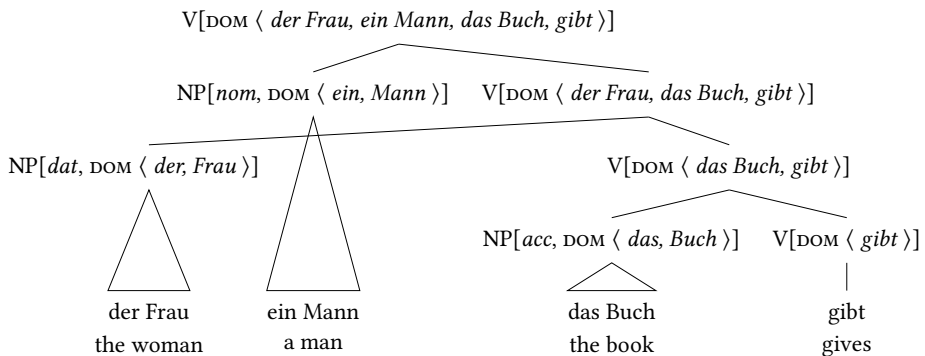 V[DOM ⟨ der Frau, ein Mann, das Buch, gibt ⟩]
NP[nom, DOM ⟨ ein, Mann ⟩] V[DOM ⟨ der Frau, das Buch, gibt ⟩]
NP[dat, DOM ⟨ der, Frau ⟩] V[DOM ⟨ das Buch, gibt ⟩]
NP[acc, DOM ⟨ das, Buch ⟩] V[DOM ⟨ gibt ⟩]
der Frau ein Mann das Buch gibt
the woman a man the book gives